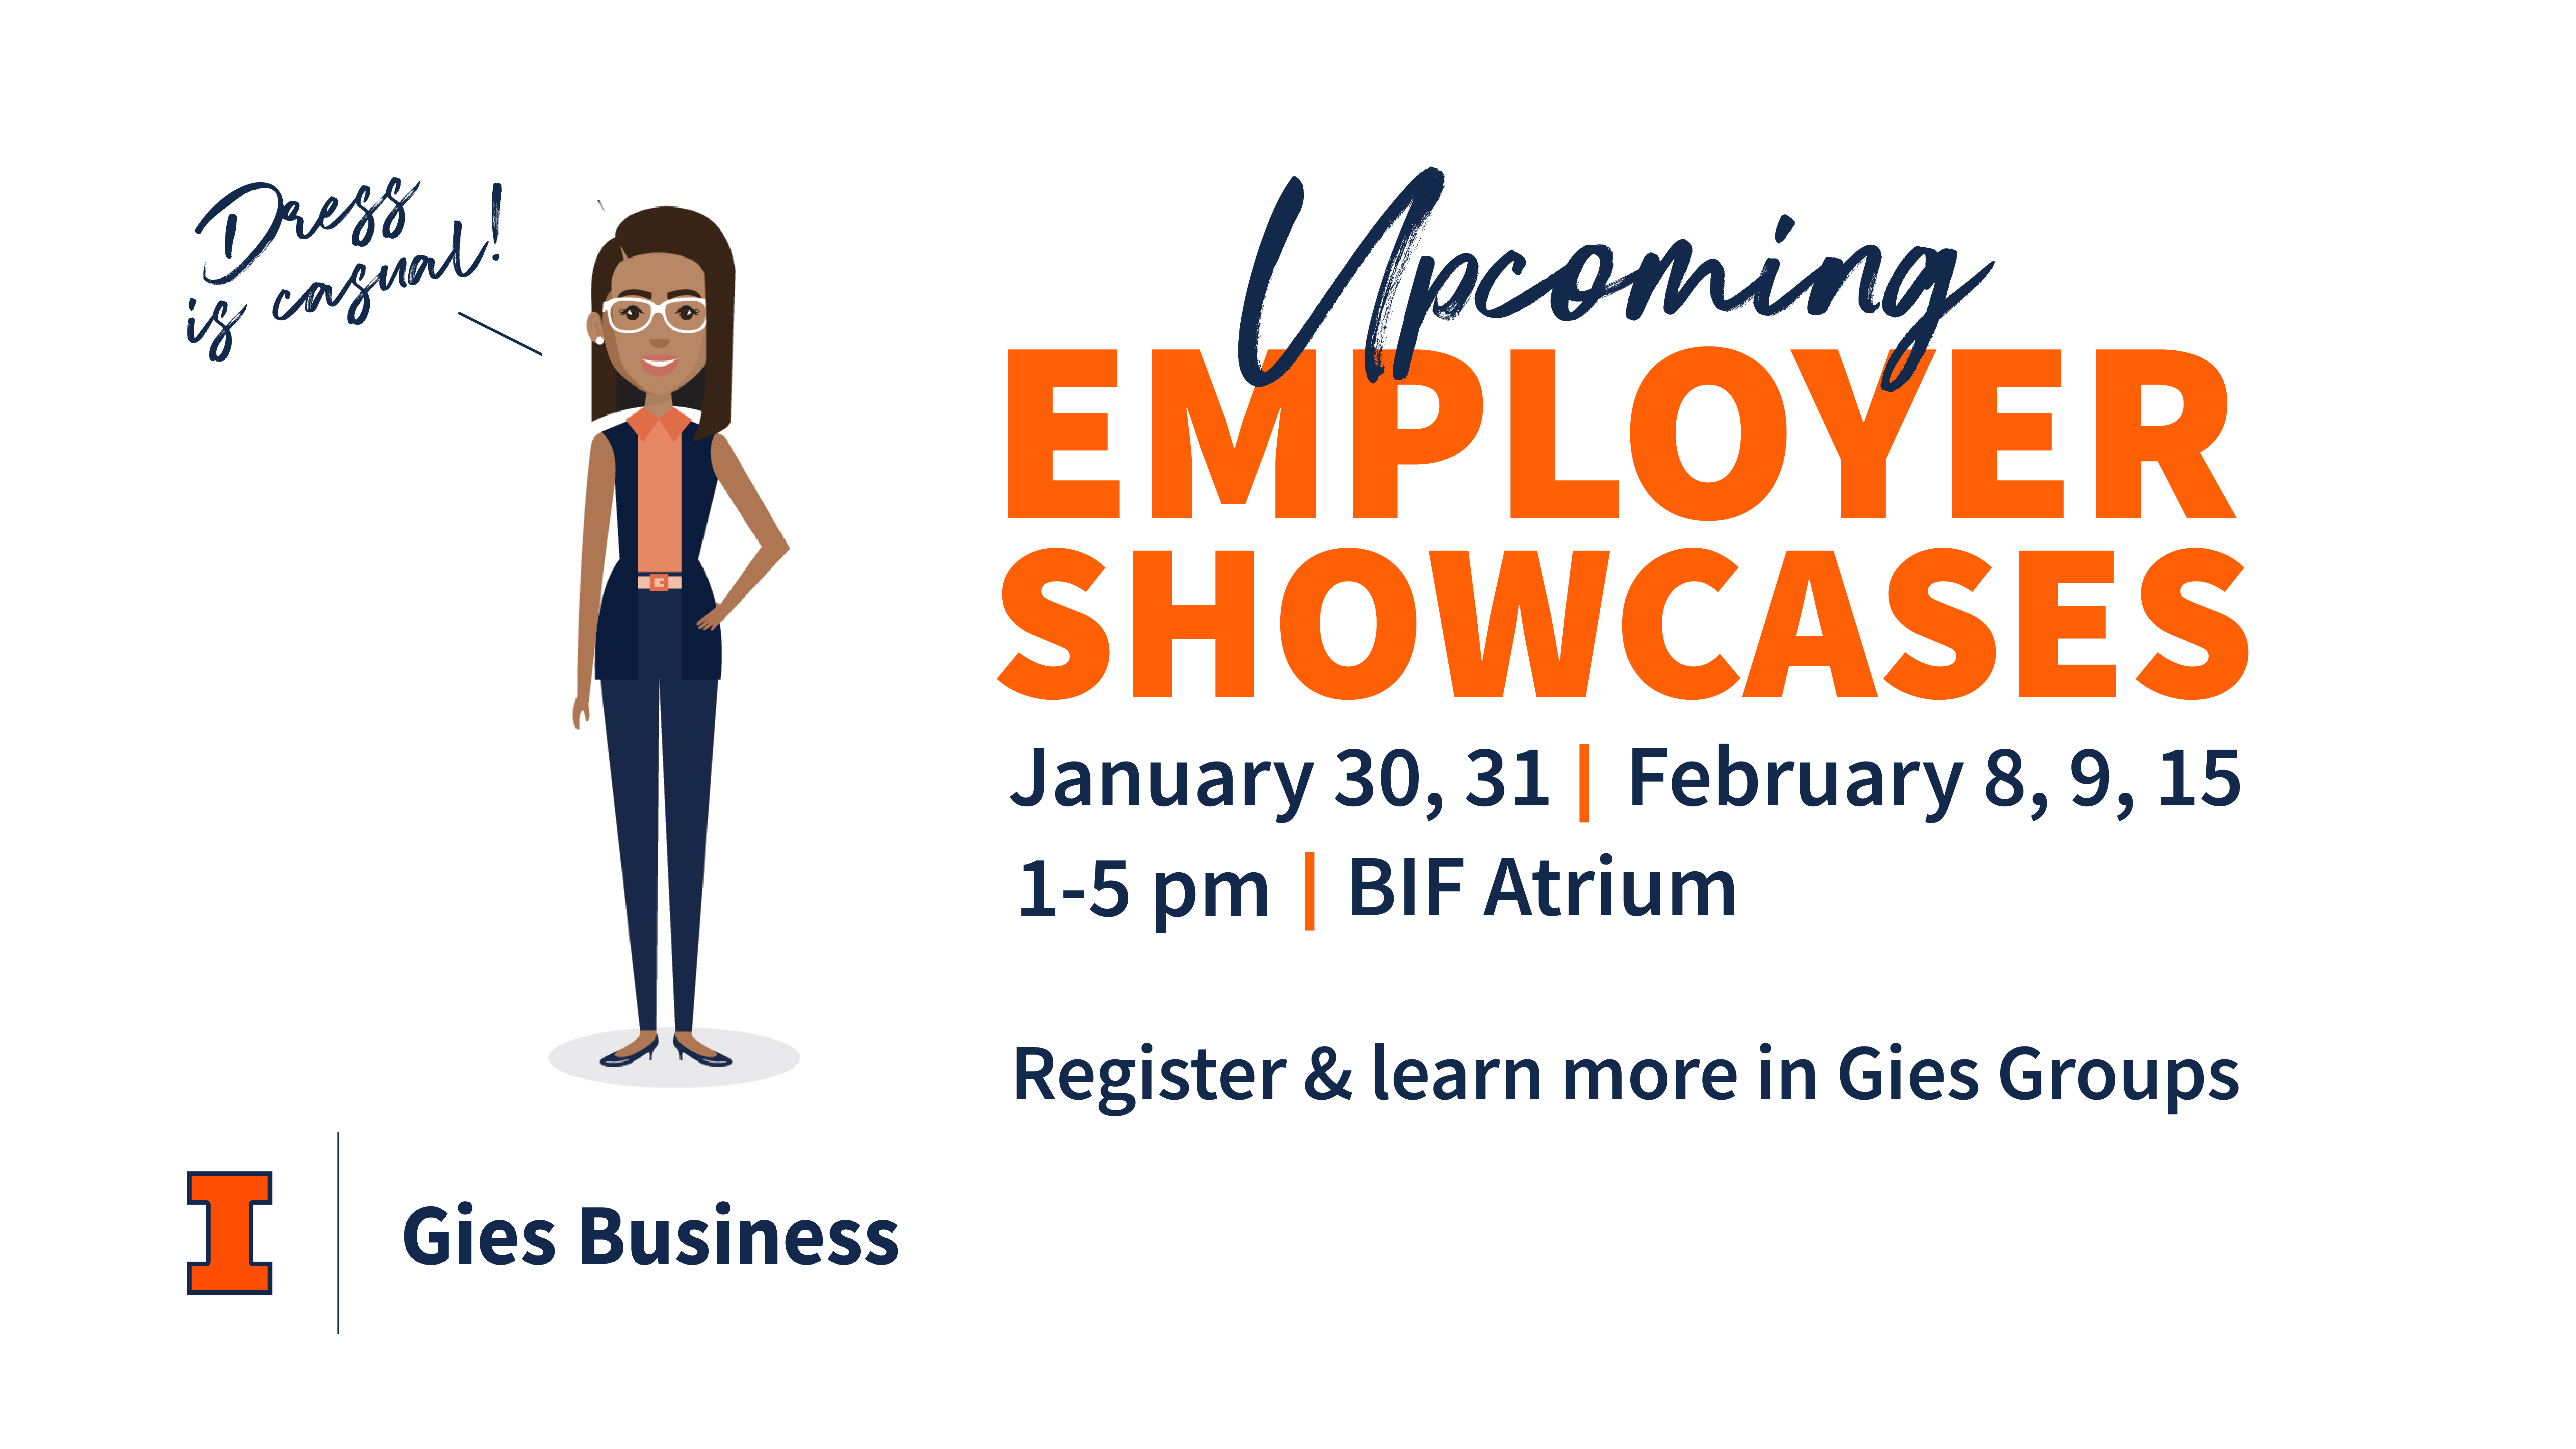 Dress
is casual!
Upcoming
EMPLOYER
SHOWCASES
January 30, 31 | February 8, 9, 15
1-5 pm | BIF Atrium
Register & learn more in Gies Groups
I | Gies Business